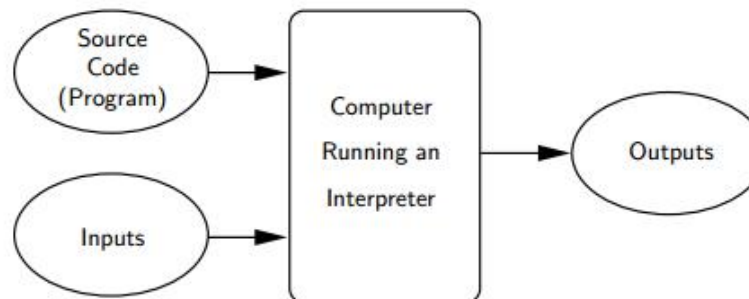 Source
Code
(Program)
Inputs
Computer
Running an
Interpreter
Outputs